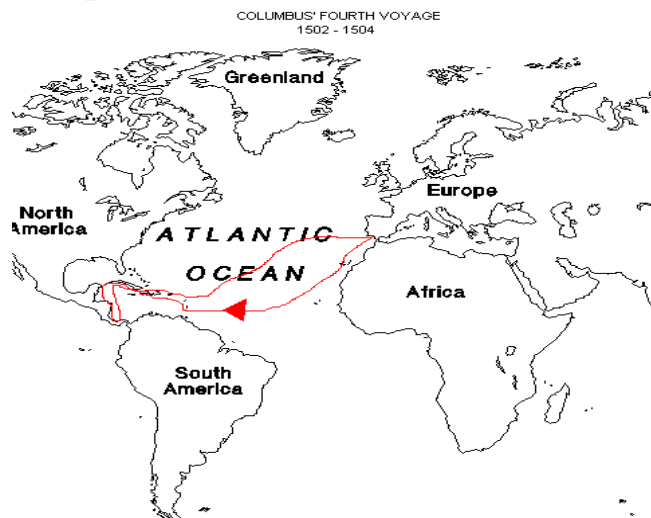 COLUMBUS' FOURTH VOYAGE
1502 - 1504
Greenland
Europe
North
America
ATLANTIC
OCEAN
Africa
South
America